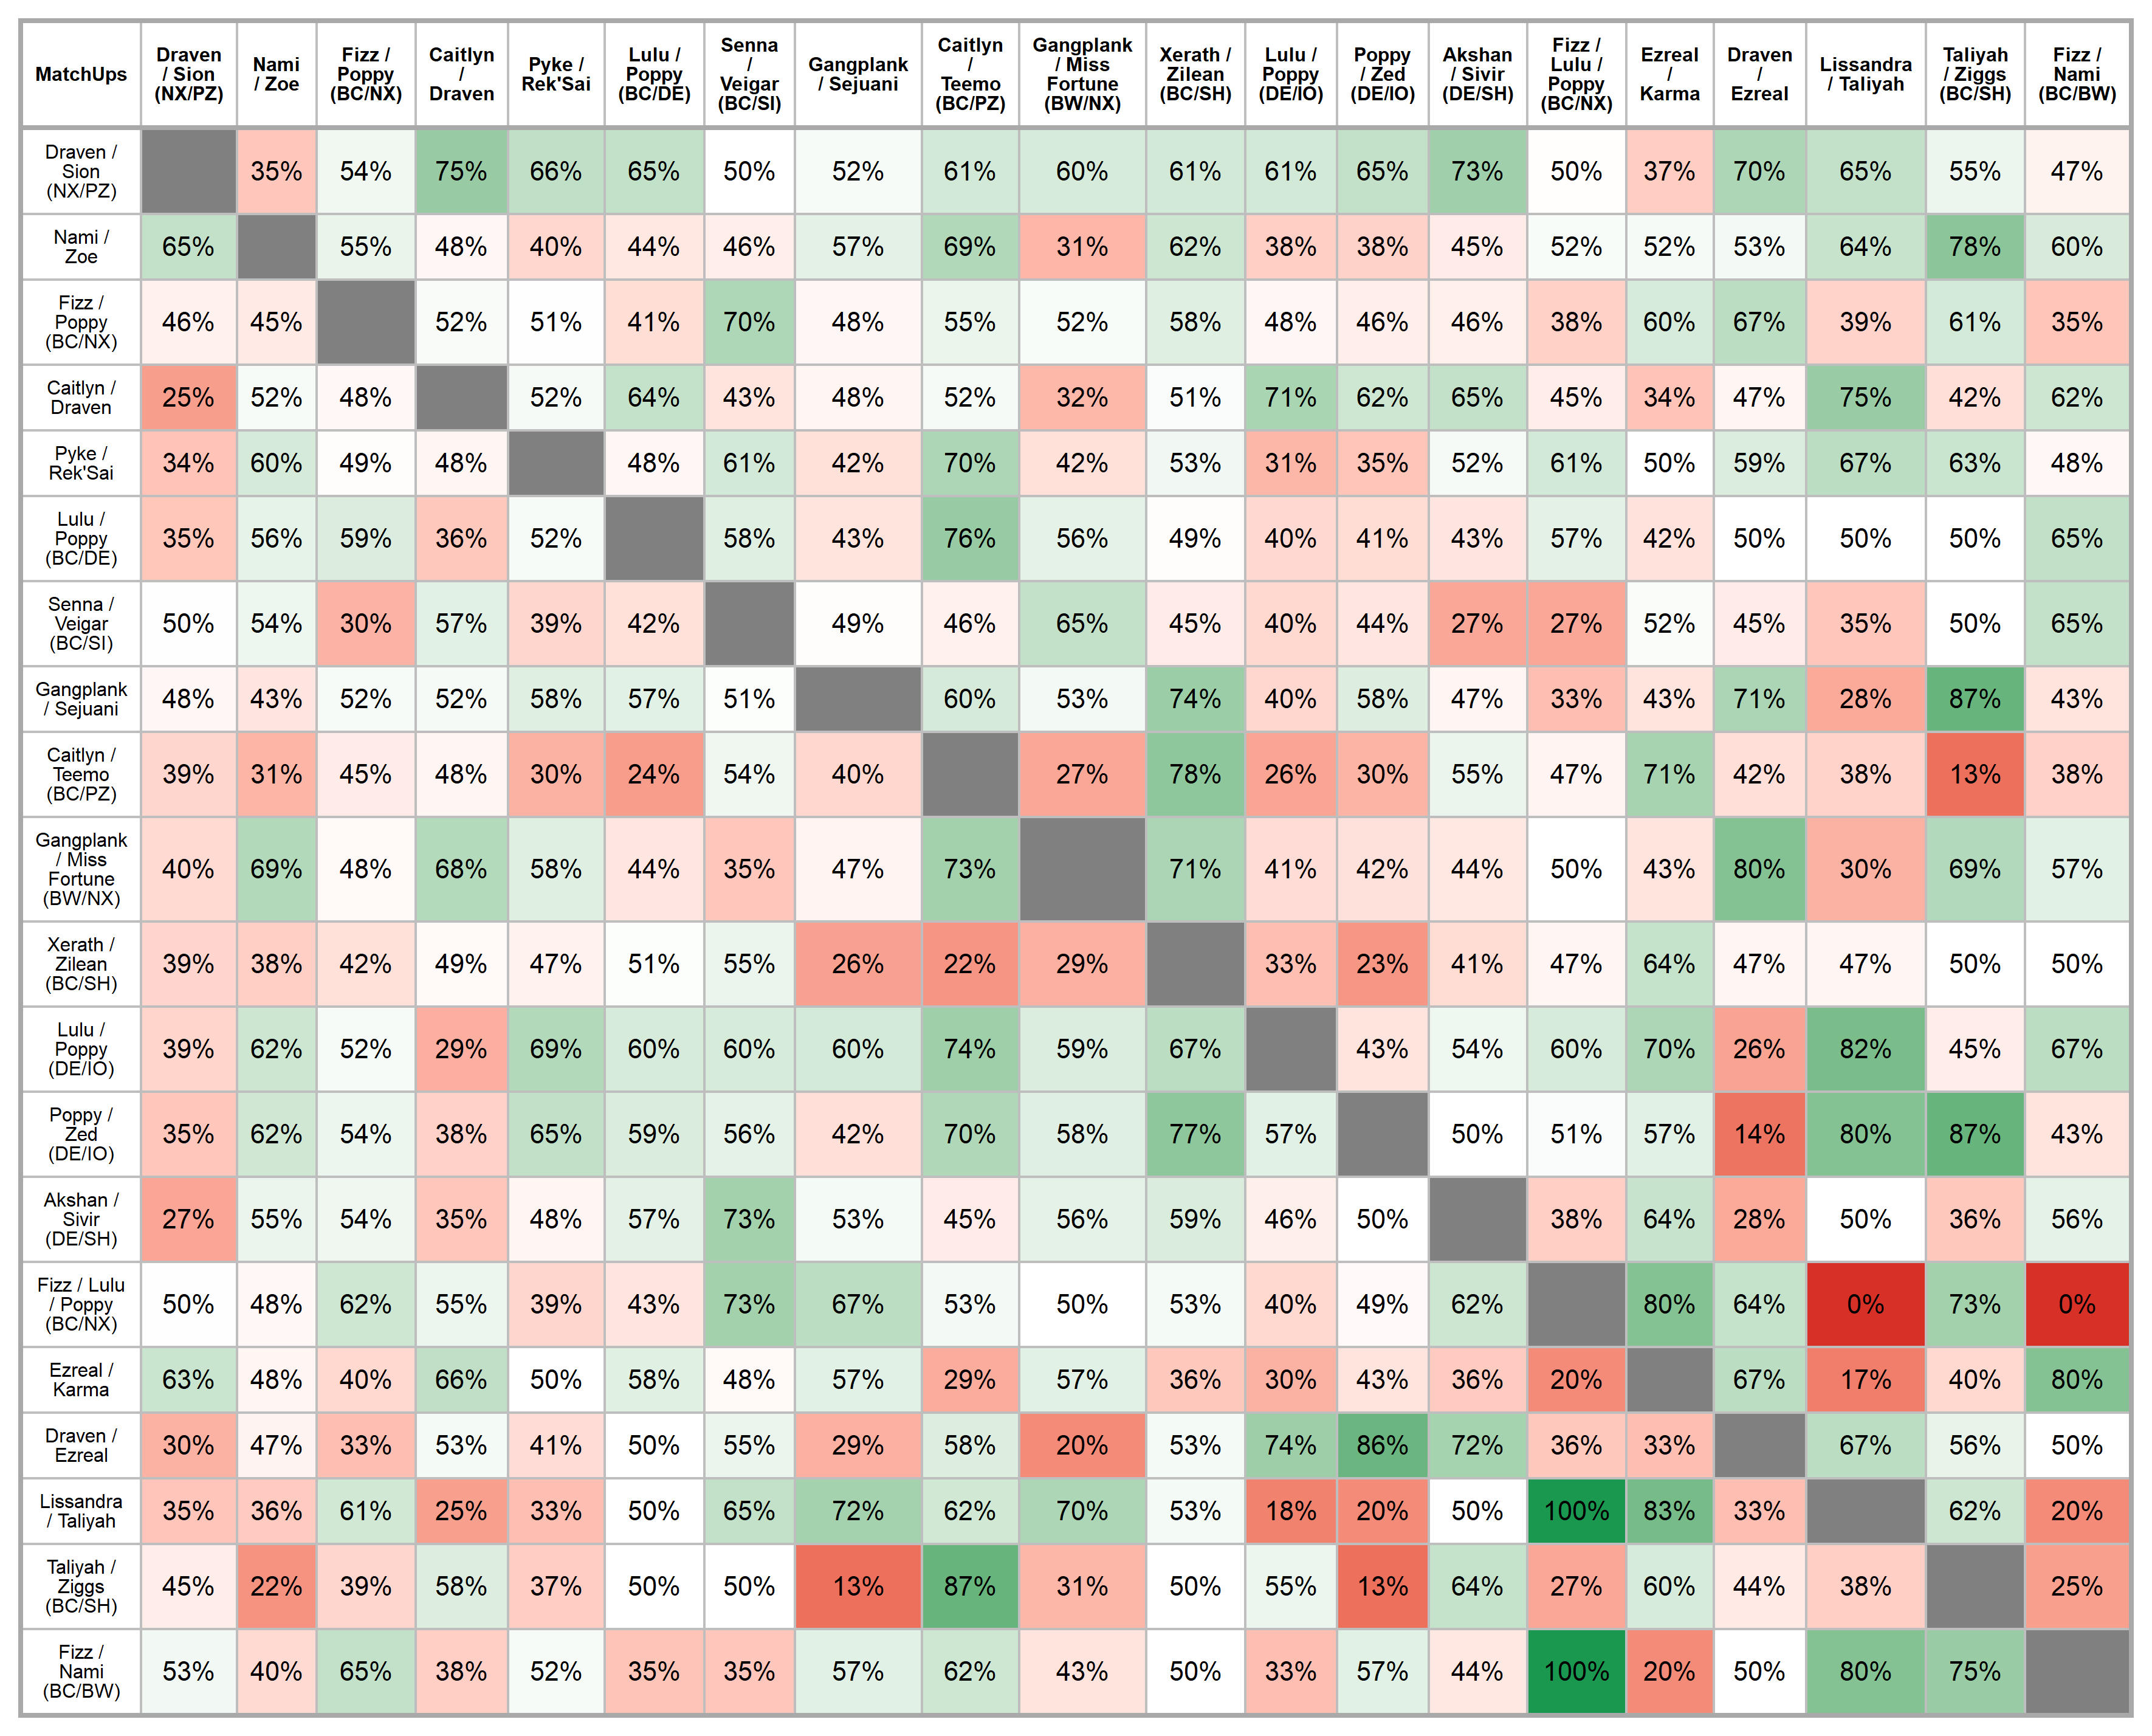 MatchUps Draven / Sion (NX/PZ) Nami / Zoe Fizz / Poppy (BC/NX) Caitlyn / Draven Pyke / Rek'Sai Lulu / Poppy (BC/DE) Senna / Veigar (BC/SI) Gangplank / Sejuani Caitlyn / Teemo (BC/PZ) Gangplank / Miss Fortune (BW/NX) Xerath / Zilean (BC/SH) Lulu / Poppy (DE/IO) Poppy / Zed (DE/IO) Akshan / Sivir (DE/SH) Fizz / Lulu / Poppy (BC/NX) Ezreal / Karma Draven / Ezreal Lissandra / Taliyah Taliyah / Ziggs (BC/SH) Fizz / Nami (BC/BW)
Draven / Sion (NX/PZ) 35% 54% 75% 66% 65% 50% 52% 61% 60% 61% 61% 65% 73% 50% 37% 70% 65% 55% 47%
Nami / Zoe 65% 55% 48% 40% 44% 46% 57% 69% 31% 62% 38% 38% 45% 52% 52% 53% 64% 78% 60%
Fizz / Poppy (BC/NX) 46% 45% 52% 51% 41% 70% 48% 55% 52% 58% 48% 46% 46% 38% 60% 67% 39% 61% 35%
Caitlyn / Draven 25% 52% 48% 52% 64% 43% 48% 52% 32% 51% 71% 62% 65% 45% 34% 47% 75% 42% 62%
Pyke / Rek'Sai 34% 60% 49% 48% 48% 61% 42% 70% 42% 53% 31% 35% 52% 61% 50% 59% 67% 63% 48%
Lulu / Poppy (BC/DE) 35% 56% 59% 36% 52% 58% 43% 76% 56% 49% 40% 41% 43% 57% 42% 50% 50% 50% 65%
Senna / Veigar (BC/SI) 50% 54% 30% 57% 39% 42% 49% 46% 65% 45% 40% 44% 27% 27% 52% 45% 35% 50% 65%
Gangplank / Sejuani 48% 43% 52% 52% 58% 57% 51% 60% 53% 74% 40% 58% 47% 33% 43% 71% 28% 87% 43%
Caitlyn / Teemo (BC/PZ) 39% 31% 45% 48% 30% 24% 54% 40% 27% 78% 26% 30% 55% 47% 71% 42% 38% 13% 38%
Gangplank / Miss Fortune (BW/NX) 40% 69% 48% 68% 58% 44% 35% 47% 73% 71% 41% 42% 44% 50% 43% 80% 30% 69% 57%
Xerath / Zilean (BC/SH) 39% 38% 42% 49% 47% 51% 55% 26% 22% 29% 33% 23% 41% 47% 64% 47% 47% 50% 50%
Lulu / Poppy (DE/IO) 39% 62% 52% 29% 69% 60% 60% 60% 74% 59% 67% 43% 54% 60% 70% 26% 82% 45% 67%
Poppy / Zed (DE/IO) 35% 62% 54% 38% 65% 59% 56% 42% 70% 58% 77% 57% 50% 51% 57% 14% 80% 87% 43%
Akshan / Sivir (DE/SH) 27% 55% 54% 35% 48% 57% 73% 53% 45% 56% 59% 46% 50% 38% 64% 28% 50% 36% 56%
Fizz / Lulu / Poppy (BC/NX) 50% 48% 62% 55% 39% 43% 73% 67% 53% 50% 53% 40% 49% 62% 80% 64% 0% 73% 0%
Ezreal / Karma 63% 48% 40% 66% 50% 58% 48% 57% 29% 57% 36% 30% 43% 36% 20% 67% 17% 40% 80%
Draven / Ezreal 30% 47% 33% 53% 41% 50% 55% 29% 58% 20% 53% 74% 86% 72% 36% 33% 67% 56% 50%
Lissandra / Taliyah 35% 36% 61% 25% 33% 50% 65% 72% 62% 70% 53% 18% 20% 50% 100% 83% 33% 62% 20%
Taliyah / Ziggs (BC/SH) 45% 22% 39% 58% 37% 50% 50% 13% 87% 31% 50% 55% 13% 64% 27% 60% 44% 38% 25%
Fizz / Nami (BC/BW) 53% 40% 65% 38% 52% 35% 35% 57% 62% 43% 50% 33% 57% 44% 100% 20% 50% 80% 75%